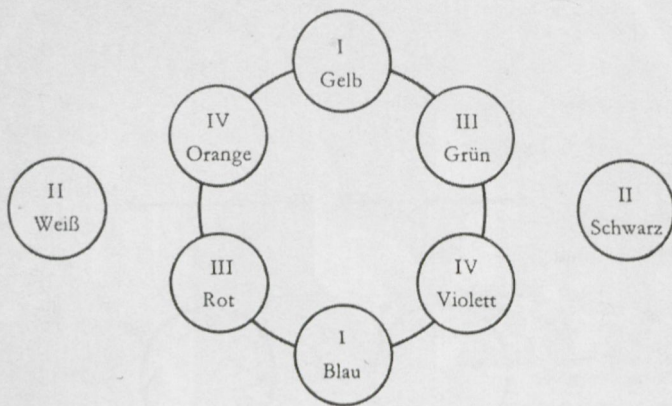 I
Gelb
IV
Orange
III
Grün
II
Weiß
II
Schwarz
III
Rot
IV
Violett
I
Blau